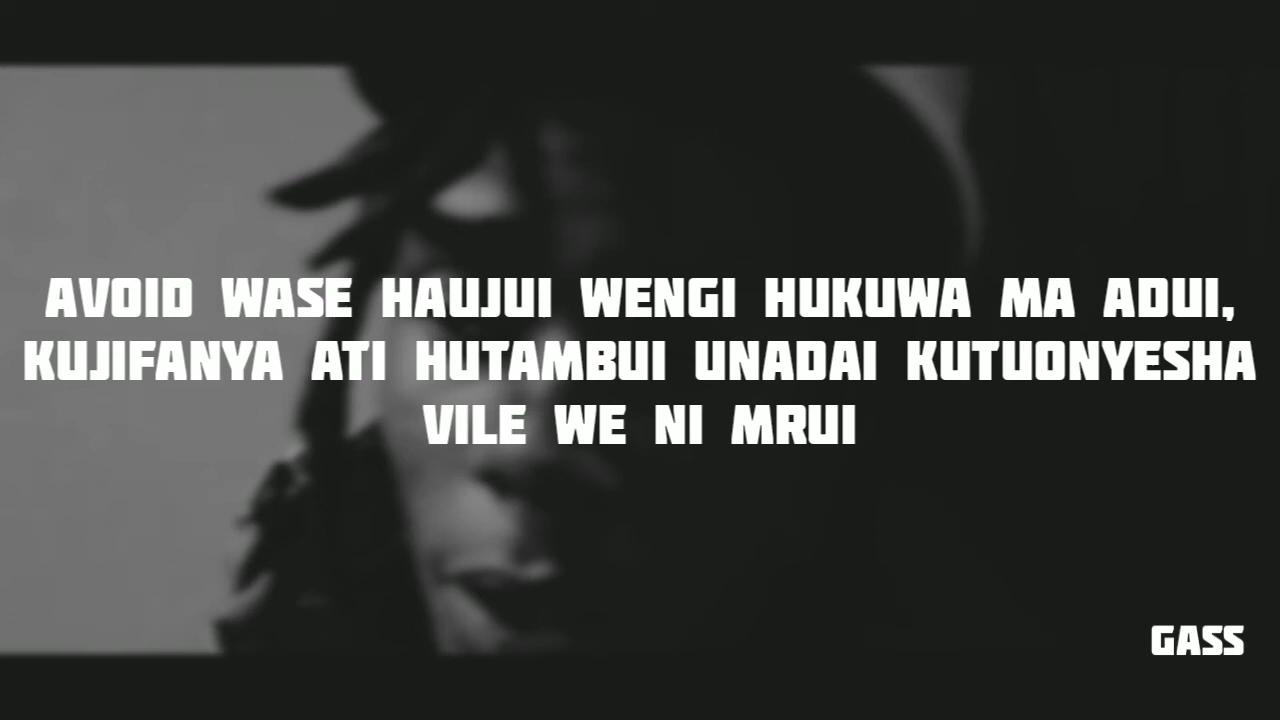 AVOID WASE HAUJUI WENGI HUKUWA MA ADUI,
KUJIFANYA ATI HUTAMBUI UNADAI KUTUONYESHA
VILE WE NI MRUI
GASS